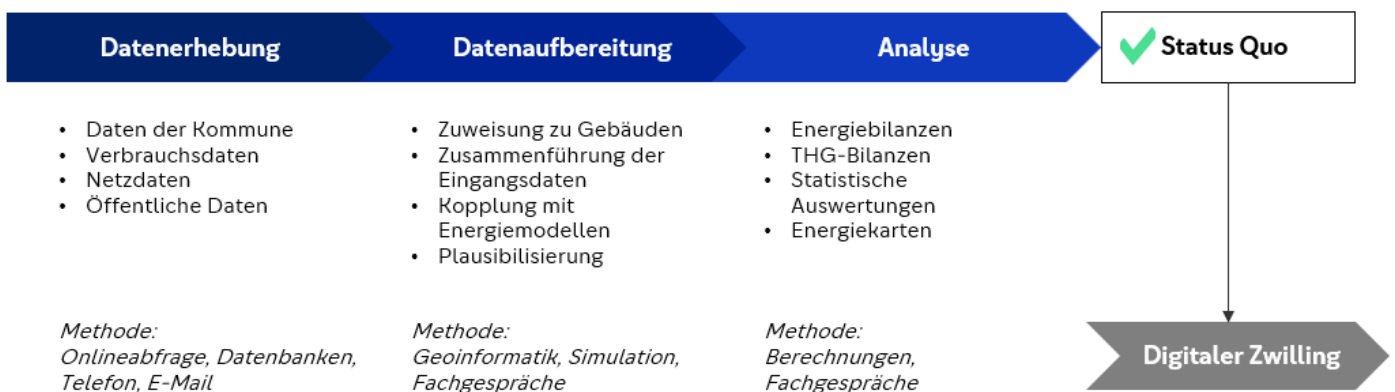 Datenerhebung
Datenaufbereitung
Analyse
Status Quo
• Daten der Kommune
• Verbrauchsdaten
• Netzdaten
• Öffentliche Daten
• Zuweisung zu Gebäuden
• Zusammenführung der
Eingangsdaten
• Kopplung mit
Energiemodellen
• Plausibilisierung
• Energiebilanzen
• THG-Bilanzen
• Statistische
Auswertungen
• Energiekarten
Methode:
Onlineabfrage, Datenbanken,
Telefon, E-Mail
Methode:
Geoinformatik, Simulation,
Fachgespräche
Methode:
Berechnungen,
Fachgespräche
Digitaler Zwilling